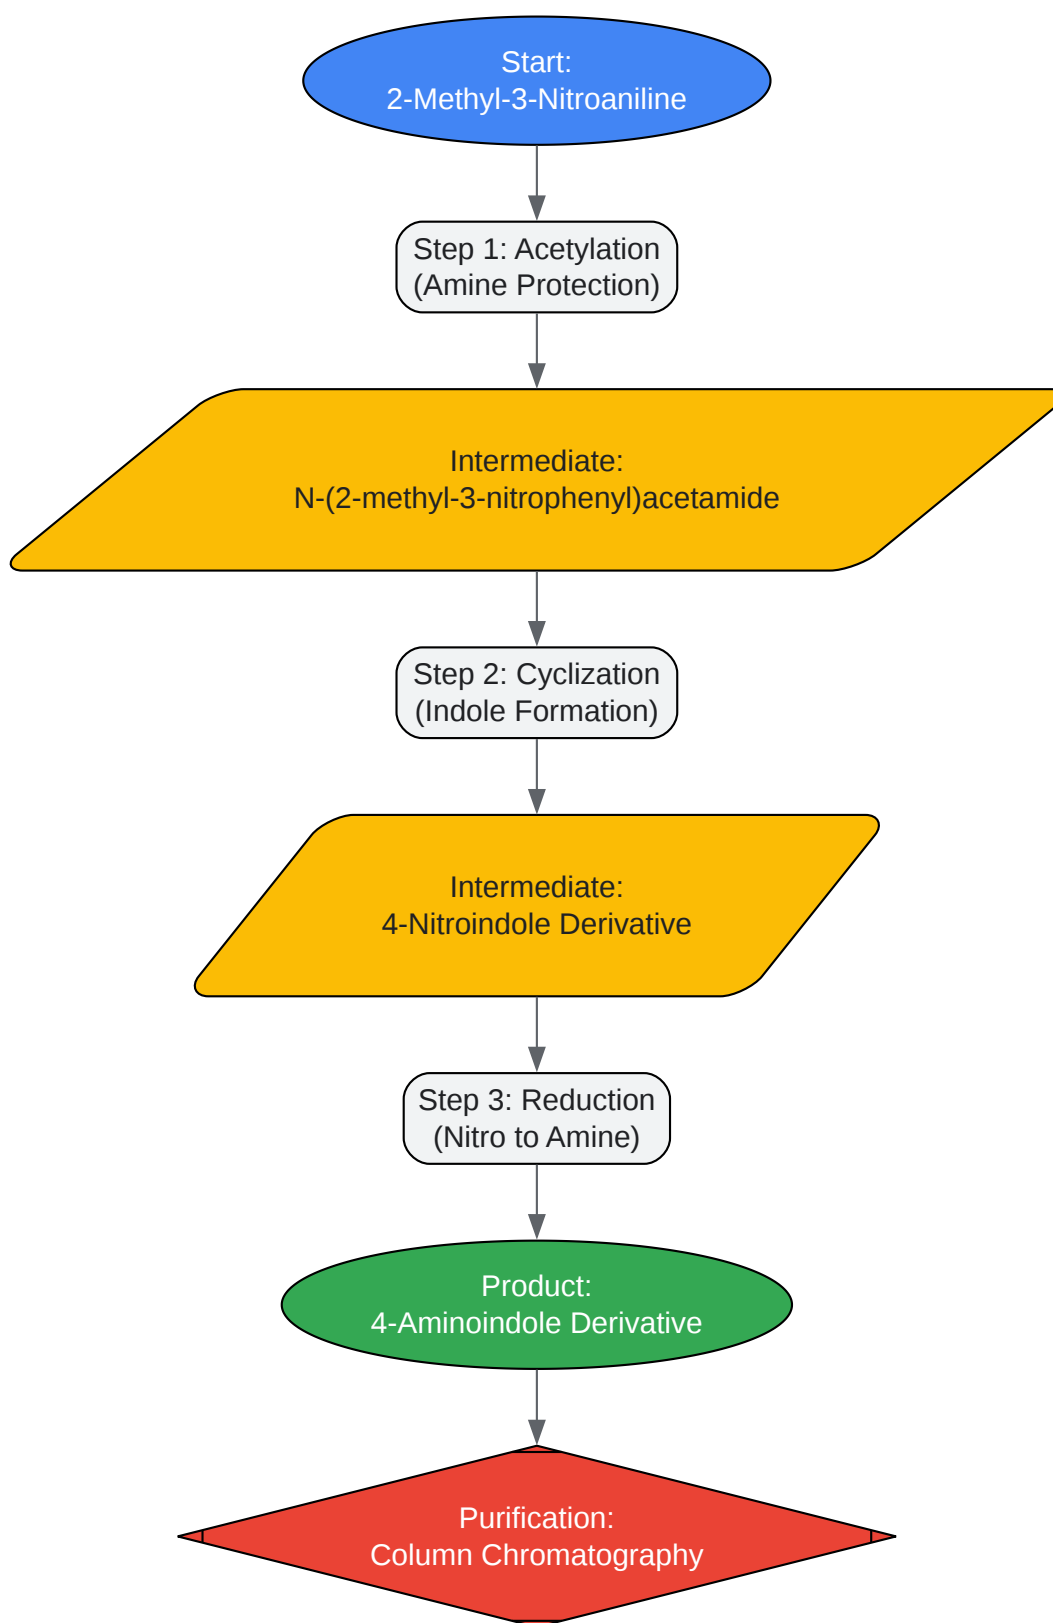 Start:
2-Methyl-3-Nitroaniline
Step 1: Acetylation
(Amine Protection)
Intermediate:
N-(2-methyl-3-nitrophenyl)acetamide
Step 2: Cyclization
(Indole Formation)
Intermediate:
4-Nitroindole Derivative
Step 3: Reduction
(Nitro to Amine)
Product:
4-Aminoindole Derivative
Purification:
Column Chromatography